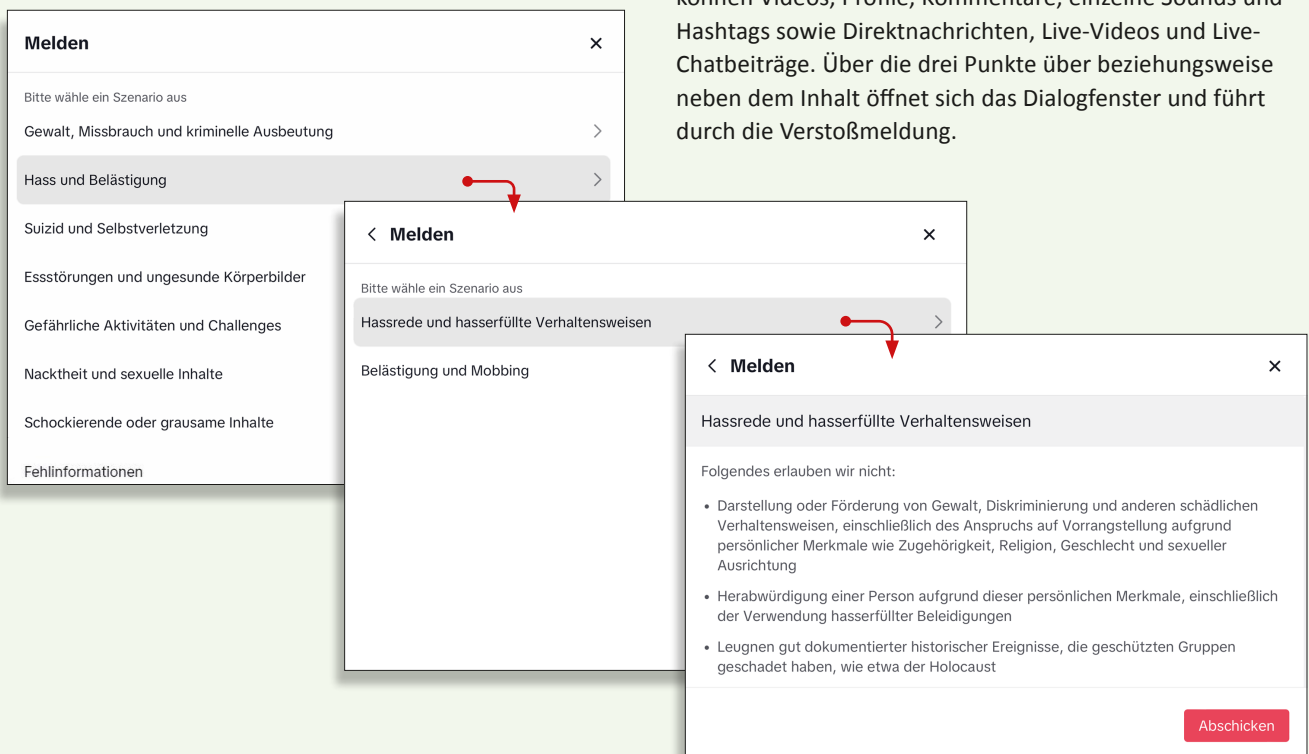 können Videos, Profile, Kommentare, einzelne Sounds und
Hashtags sowie Direktnachrichten, Live-Videos und Live-
Chatbeiträge. Über die drei Punkte über beziehungsweise
neben dem Inhalt öffnet sich das Dialogfenster und führt
durch die Verstoßmeldung.
Melden
Bitte wähle ein Szenario aus
Gewalt, Missbrauch und kriminelle Ausbeutung
Hass und Belästigung
Suizid und Selbstverletzung
Essstörungen und ungesunde Körperbilder
Gefährliche Aktivitäten und Challenges
Nacktheit und sexuelle Inhalte
Schockierende oder grausame Inhalte
Fehlinformationen
Melden
Bitte wähle ein Szenario aus
Hassrede und hasserfüllte Verhaltensweisen
Belästigung und Mobbing
Melden
Hassrede und hasserfüllte Verhaltensweisen
Folgendes erlauben wir nicht:
• Darstellung oder Förderung von Gewalt, Diskriminierung und anderen schädlichen
Verhaltensweisen, einschließlich des Anspruchs auf Vorrangstellung aufgrund
persönlicher Merkmale wie Zugehörigkeit, Religion, Geschlecht und sexueller
Ausrichtung
• Herabwürdigung einer Person aufgrund dieser persönlichen Merkmale, einschließlich
der Verwendung hasserfüllter Beleidigungen
• Leugnen gut dokumentierter historischer Ereignisse, die geschützten Gruppen
geschadet haben, wie etwa der Holocaust
Abschicken